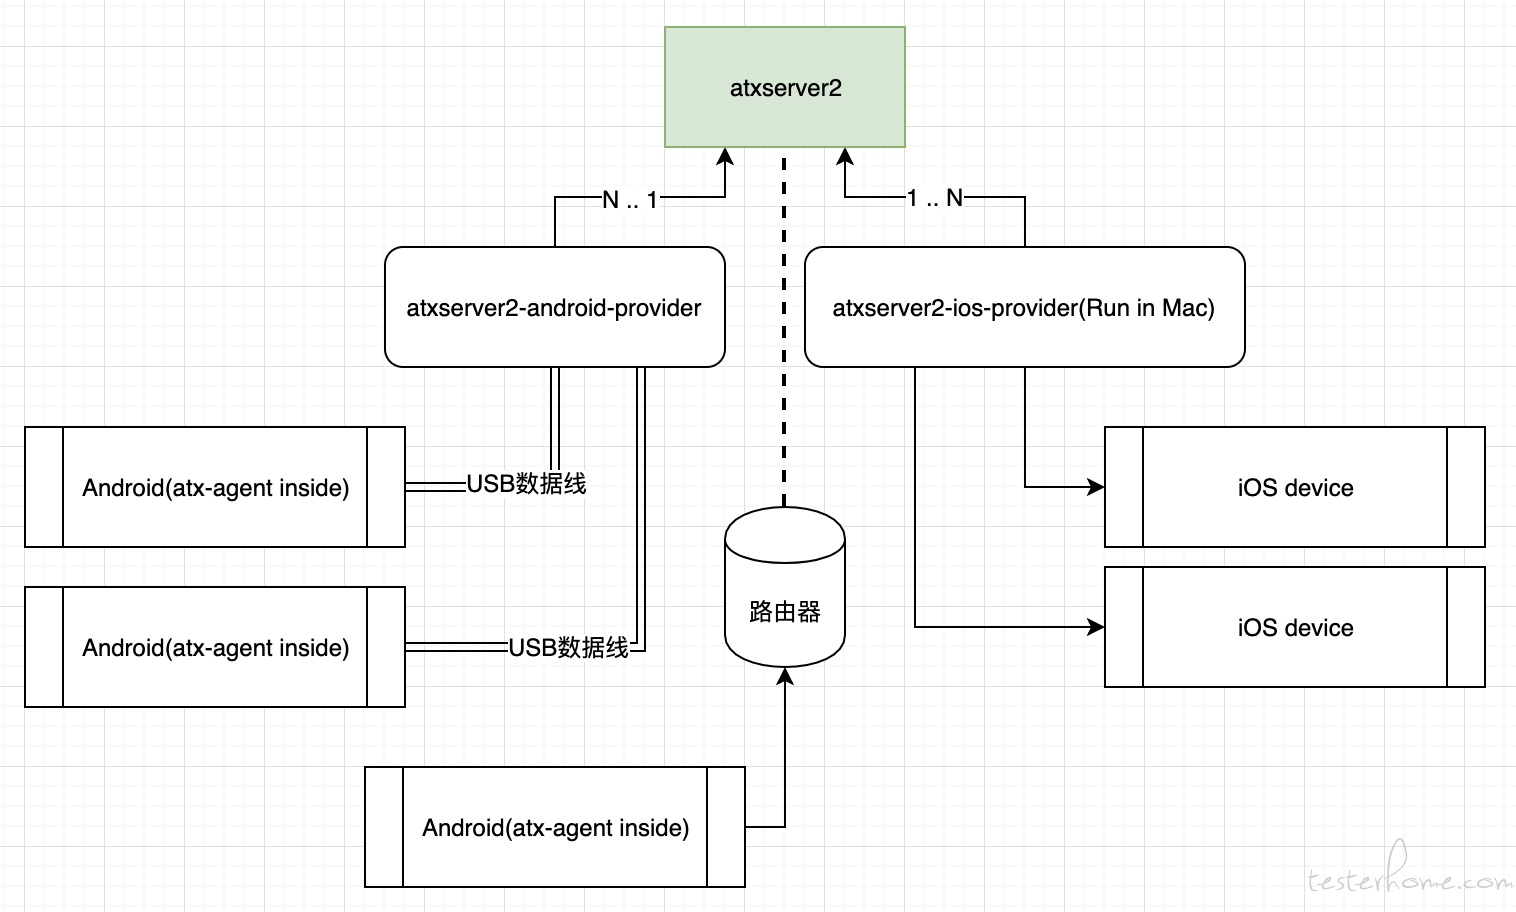 atxserver2
N .. 1
1 .. N
atxserver2-android-provider
atxserver2-ios-provider(Run in Mac)
Android(atx-agent inside)
USB数据线
iOS device
路由器
iOS device
Android(atx-agent inside)
USB数据线
Android(atx-agent inside)
testerhome.com